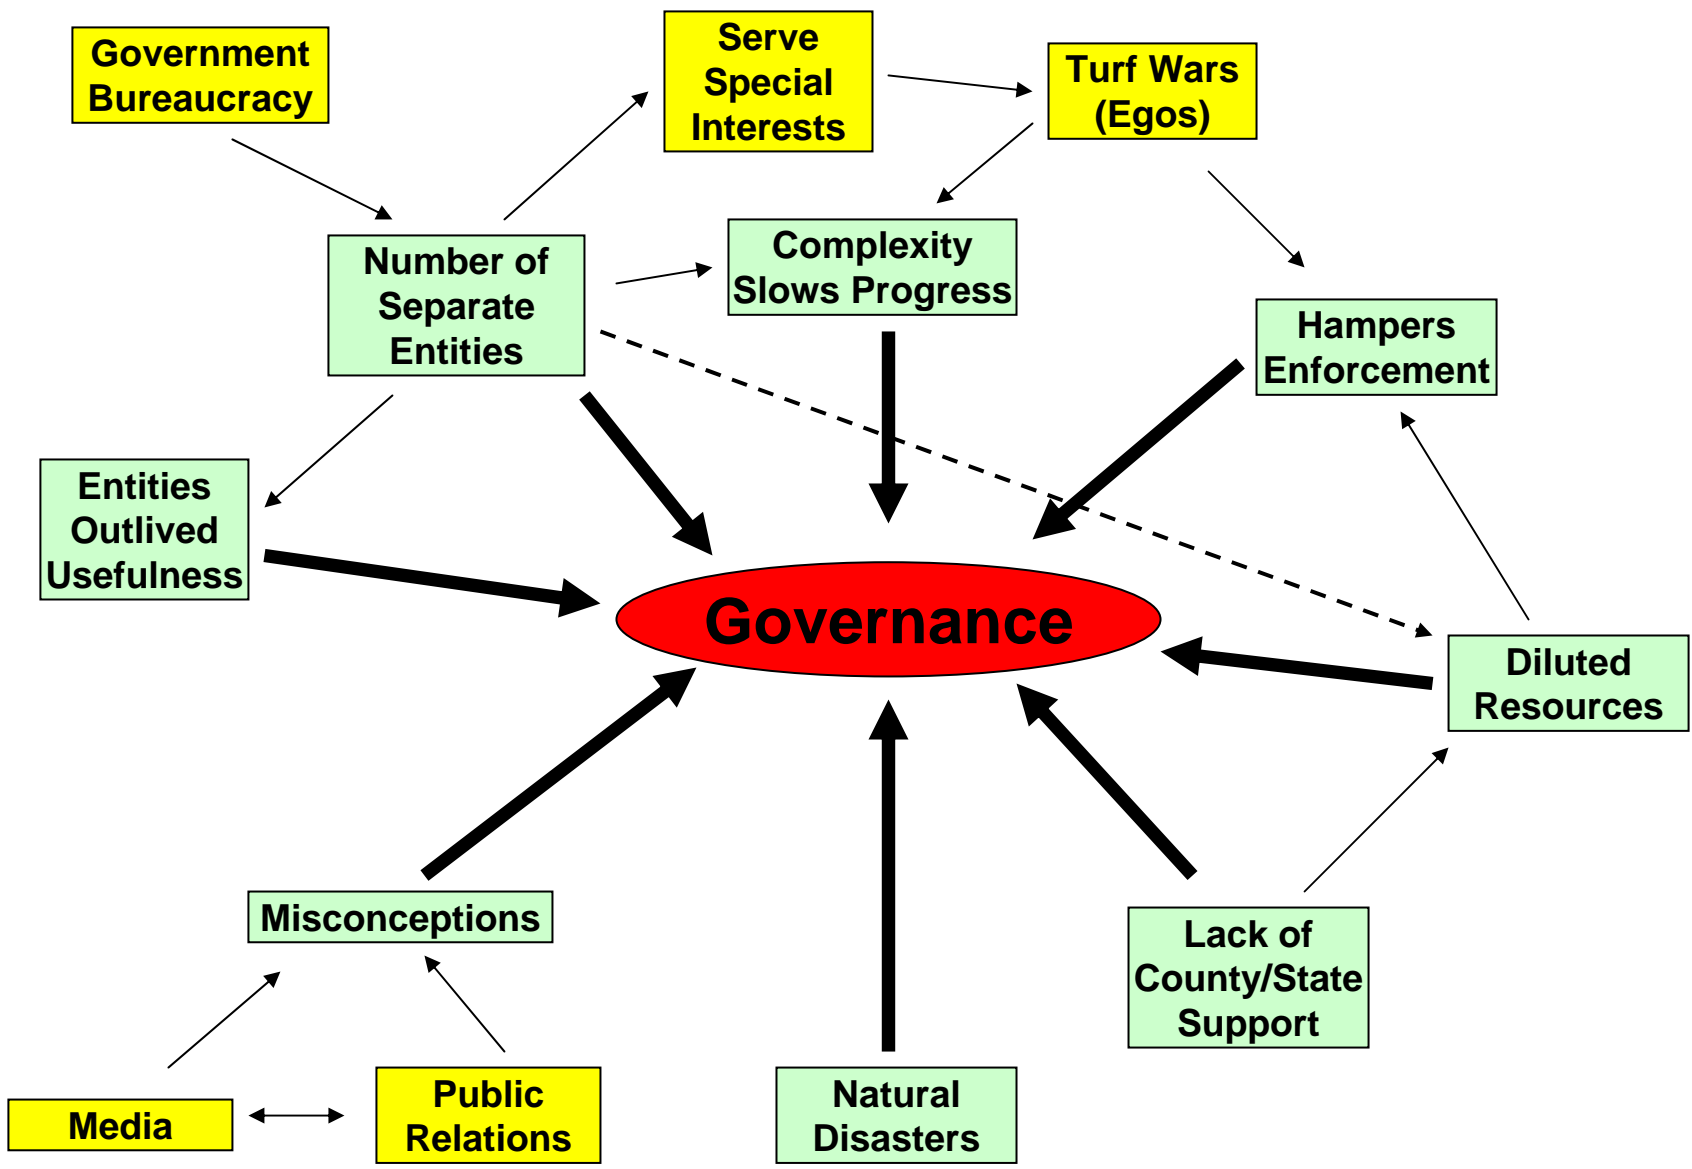 Government
Bureaucracy
Serve
Special
Interests
Turf Wars
(Egos)
Number of
Separate
Entities
Complexity
Slows Progress
Hampers
Enforcement
Entities
Outlived
Usefulness
Governance
Diluted
Resources
Misconceptions
Lack of
County/State
Support
Media
Public
Relations
Natural
Disasters